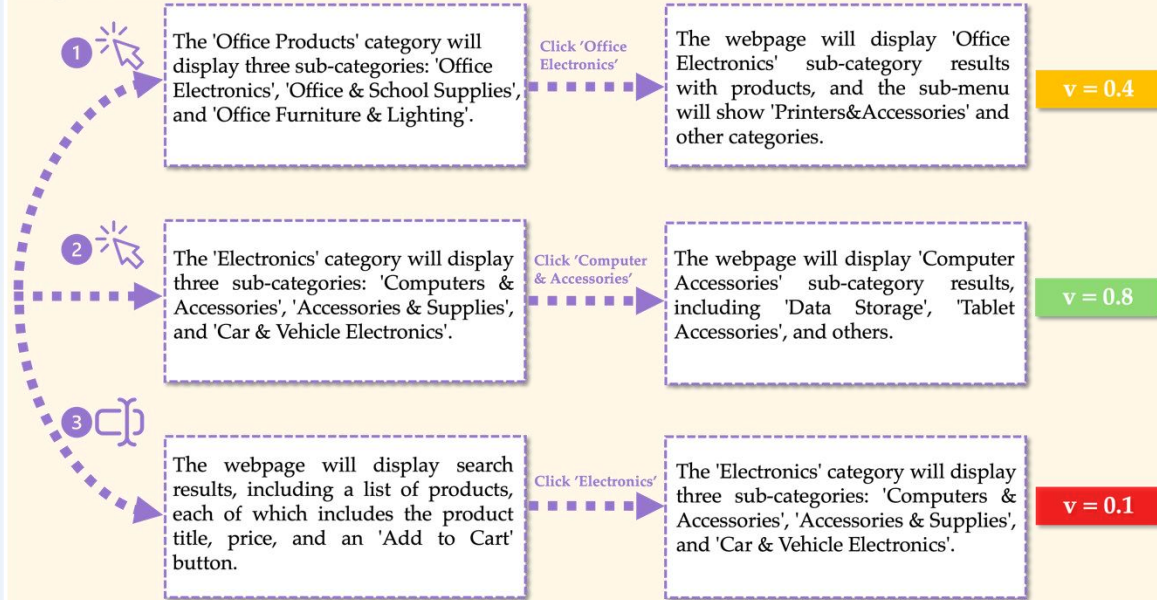 1
The 'Office Products' category will
display three sub-categories: 'Office
Electronics', 'Office & School Supplies',
and 'Office Furniture & Lighting'.
Click 'Office
Electronics'
The webpage will display 'Office
Electronics' sub-category results
with products, and the sub-menu
will show 'Printers&Accessories' and
other categories.
v = 0.4
2
The 'Electronics' category will display
three sub-categories: 'Computers &
Accessories', 'Accessories & Supplies',
and 'Car & Vehicle Electronics'.
Click 'Computer
& Accessories'
The webpage will display 'Computer
Accessories' sub-category results,
including 'Data Storage', 'Tablet
Accessories', and others.
v = 0.8
3
The webpage will display search
results, including a list of products,
each of which includes the product
title, price, and an 'Add to Cart'
button.
Click 'Electronics'
The 'Electronics' category will display
three sub-categories: 'Computers &
Accessories', 'Accessories & Supplies',
and 'Car & Vehicle Electronics'.
v = 0.1